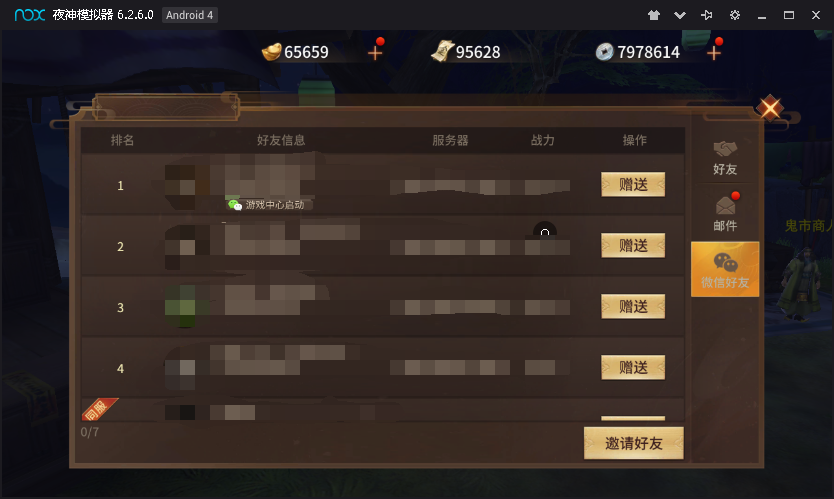 nox 夜神模拟器 6.2.6.0 Android 4
65659 95628 7978614
排名 好友信息 服务器 战力 操作
1 赠送
游戏中心启动
2 赠送
3 赠送
4 赠送
同服
0/7
邀请好友
好友
邮件
微信好友
鬼市商人